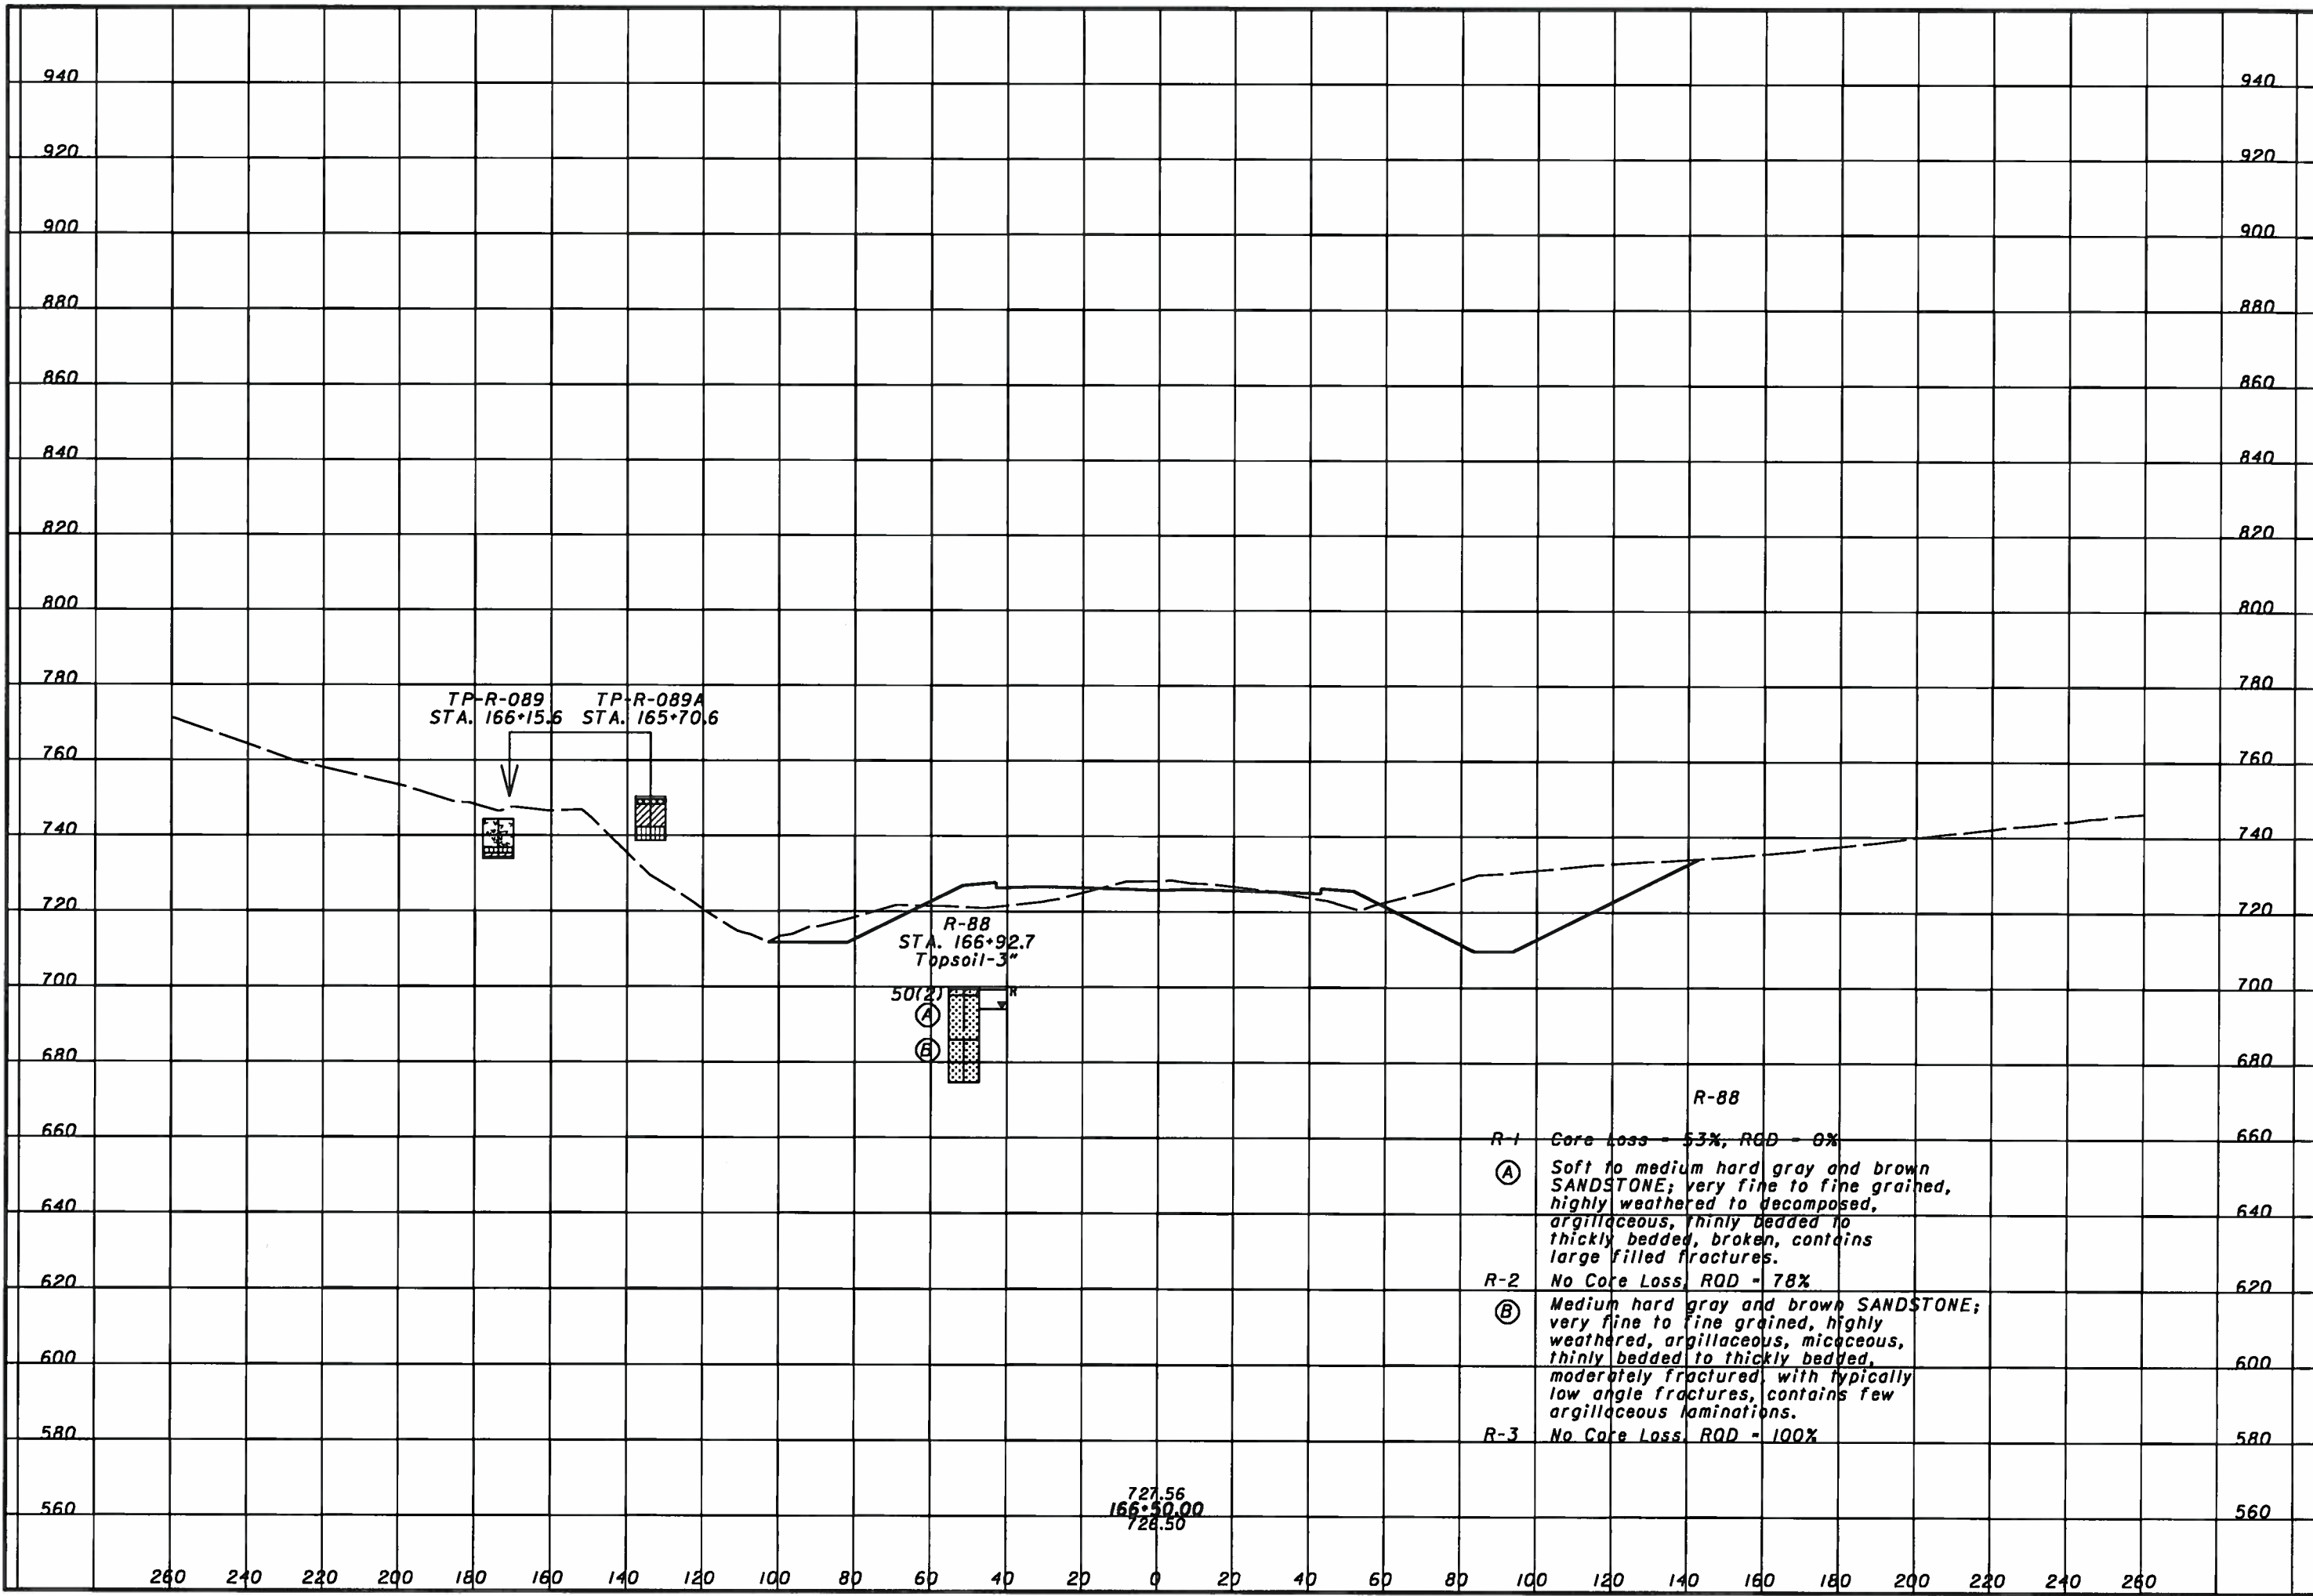 940 940
920 920
900 900
880 880
860 860
840 840
820 820
800 800
780 780
TP-R-089 TP-R-089A
STA. 166+15.6 STA. 165+70.6
760 760
740 740
720 720
R-88
STA. 166+92.7
Topsoil-3"
700 700
50(2) R
A
B
680 680
R-88
660 660
R-1 Core Loss = 53%, RQD = 0%
A Soft to medium hard gray and brown
SANDSTONE; very fine to fine grained,
highly weathered to decomposed,
640 640
argillaceous, thinly bedded to
thickly bedded, broken, contains
large filled fractures.
620 620
R-2 No Core Loss, RQD = 78%
B Medium hard gray and brown SANDSTONE;
very fine to fine grained, highly
weathered, argillaceous, micaceous,
thinly bedded to thickly bedded,
600 600
moderately fractured, with typically
low angle fractures, contains few
argillaceous laminations.
580 580
R-3 No Core Loss, RQD = 100%
727.56
560 166+50.00 560
726.50
260 240 220 200 180 160 140 120 100 80 60 40 20 0 20 40 60 80 100 120 140 160 180 200 220 240 260